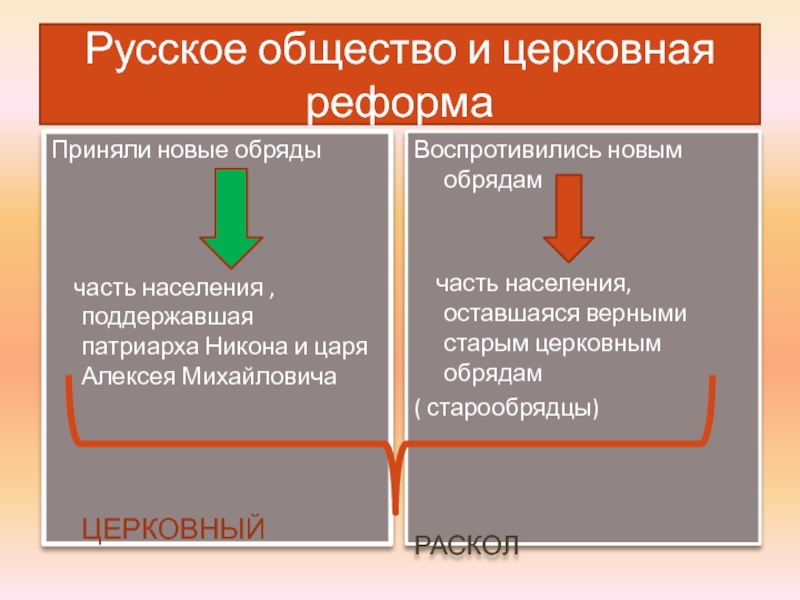 Русское общество и церковная
реформа
Приняли новые обряды
часть населения ,
поддержавшая
патриарха Никона и царя
Алексея Михайловича
ЦЕРКОВНЫЙ
Воспротивились новым
обрядам
часть населения,
оставшаяся верными
старым церковным
обрядам
( старообрядцы)
РАСКОЛ